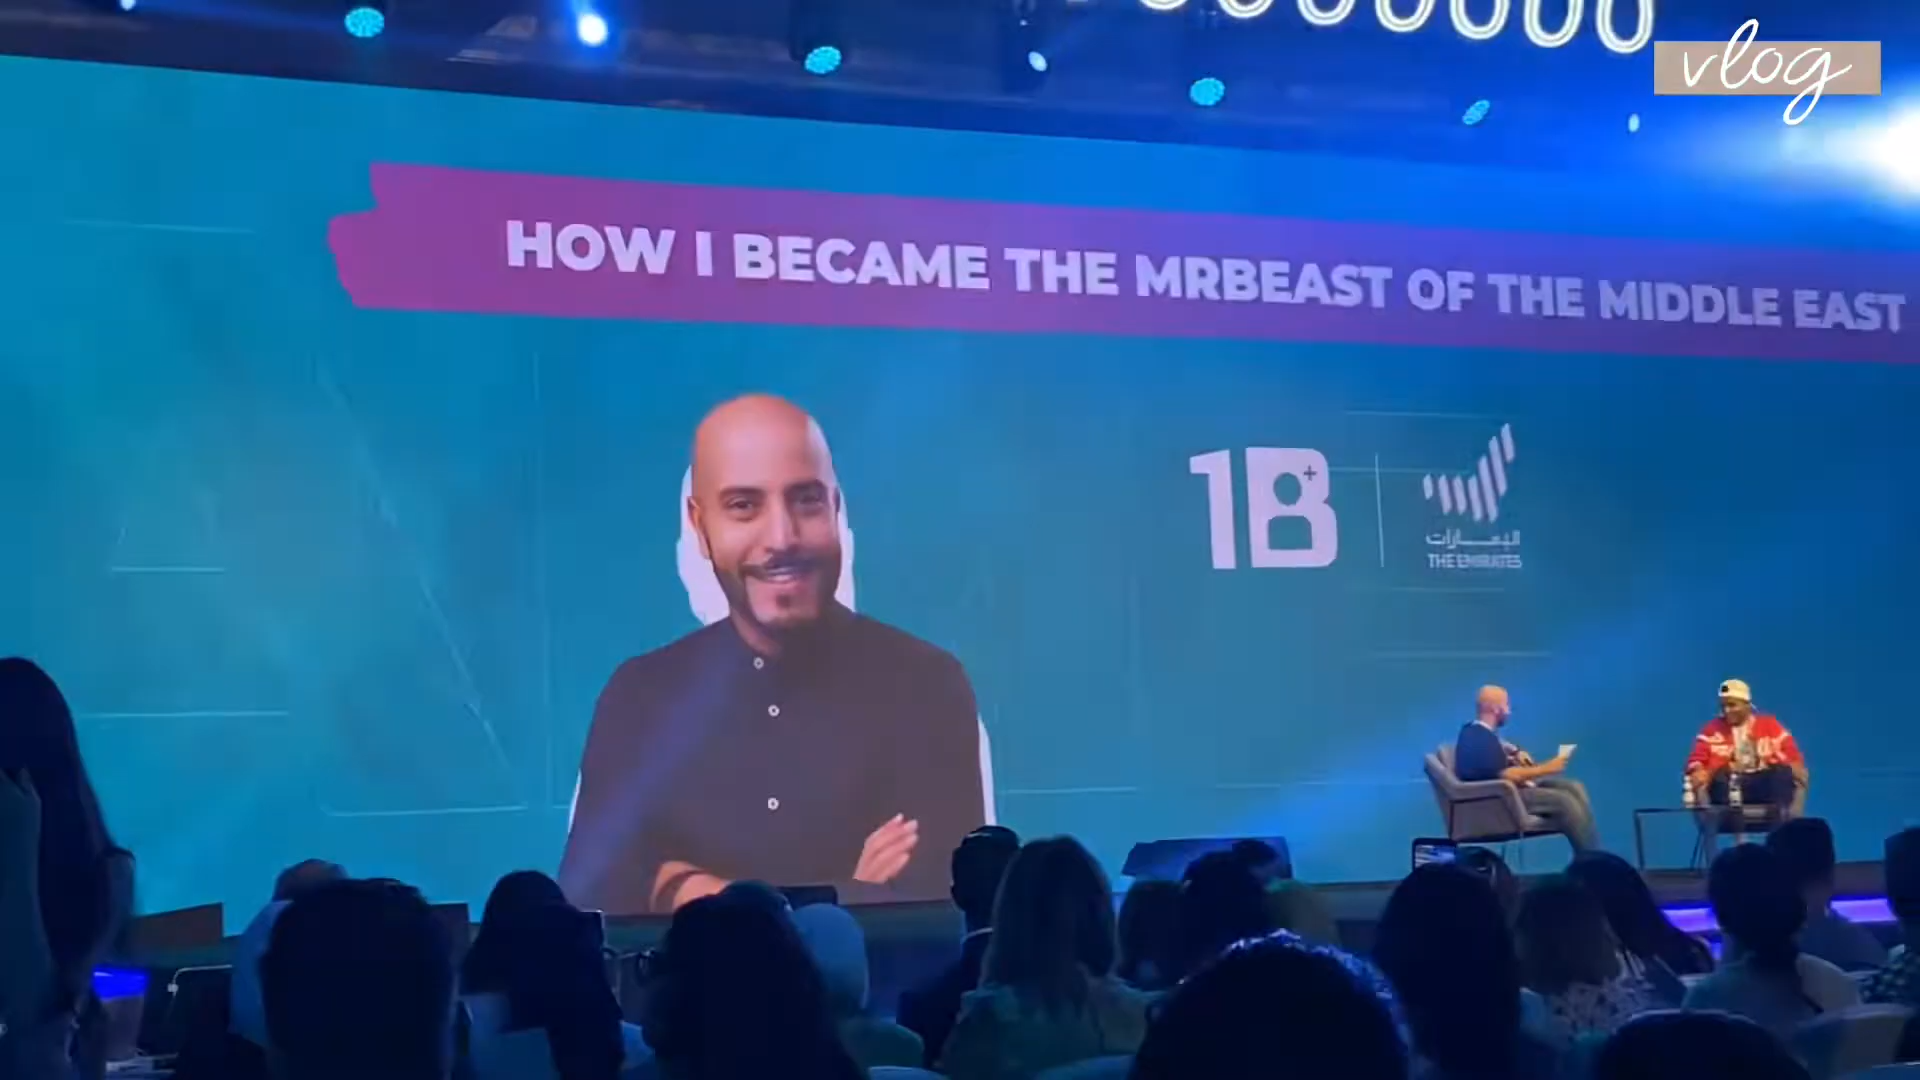 vlog
HOW I BECAME THE MRBEAST OF THE MIDDLE EAST
1B
الإمارات
THE EMIRATES